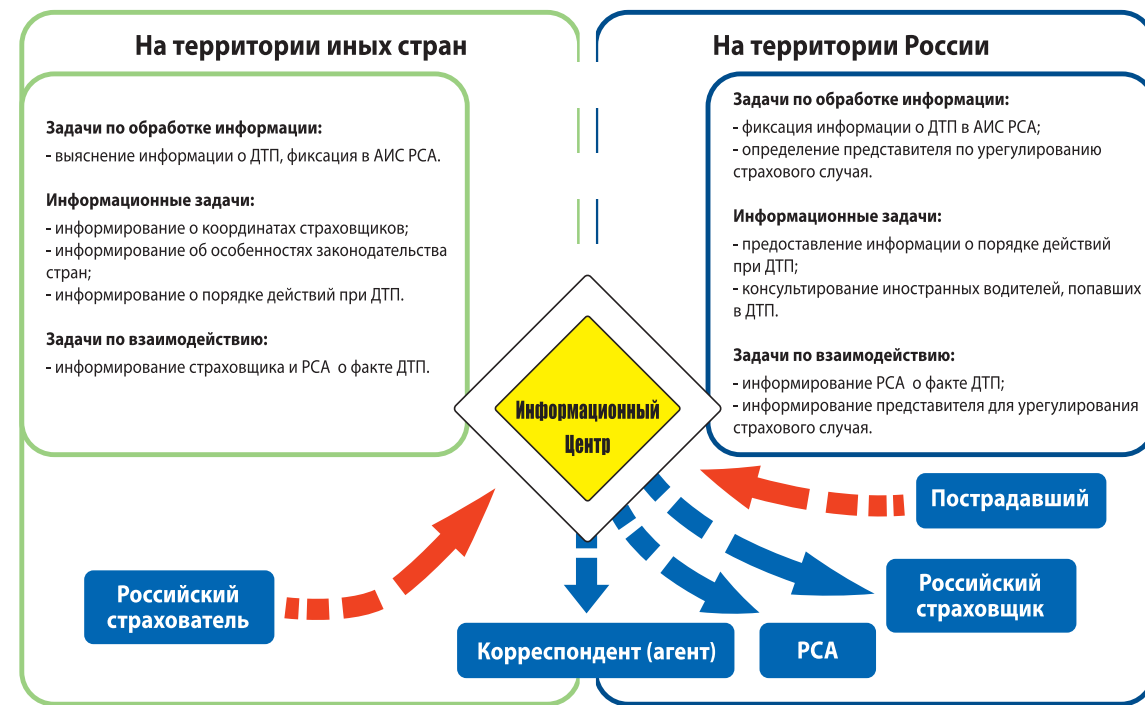 На территории иных стран
Задачи по обработке информации:
- выяснение информации о ДТП, фиксация в АИС РСА.
Информационные задачи:
- информирование о координатах страховщиков;
- информирование об особенностях законодательства
стран;
- информирование о порядке действий при ДТП.
Задачи по взаимодействию:
- информирование страховщика и РСА о факте ДТП.
На территории России
Задачи по обработке информации:
- фиксация информации о ДТП в АИС РСА;
- определение представителя по урегулированию
страхового случая.
Информационные задачи:
- предоставление информации о порядке действий
при ДТП;
- консультирование иностранных водителей, попавших
в ДТП.
Задачи по взаимодействию:
- информирование РСА о факте ДТП;
- информирование представителя для урегулирования
страхового случая.
Информационный
Центр
Пострадавший
Российский
страхователь
Российский
страховщик
Корреспондент (агент)
РСА